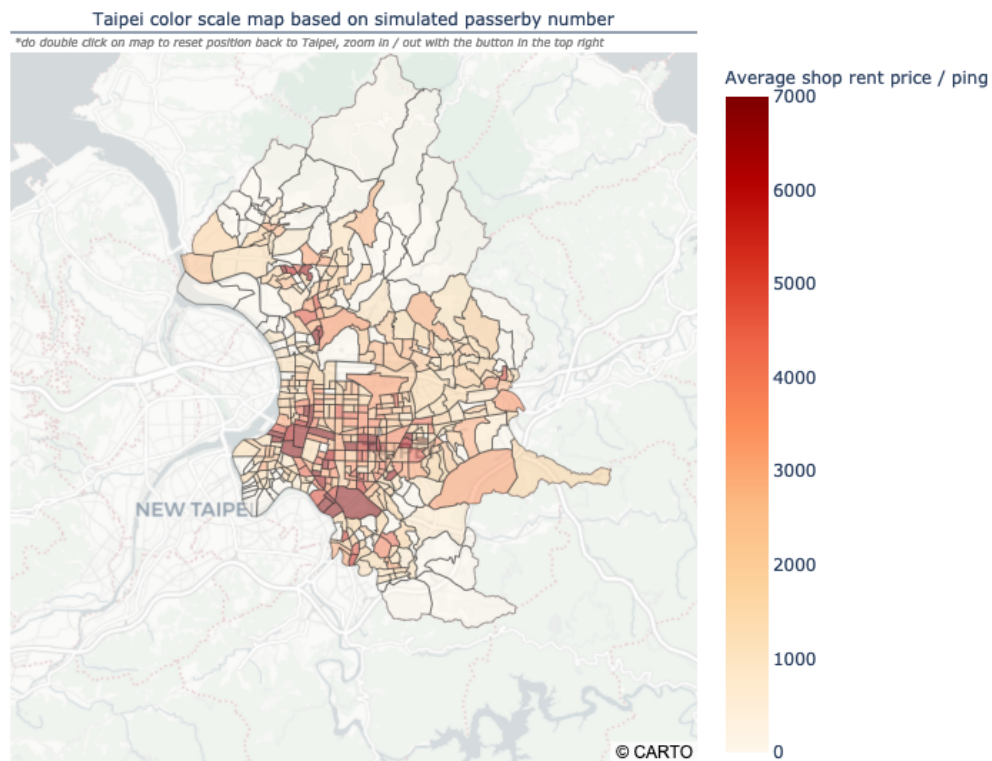 Taipei color scale map based on simulated passerby number
*do double click on map to reset position back to Taipei, zoom in / out with the button in the top right
Average shop rent price / ping
7000
6000
5000
4000
3000
2000
1000
0
NEW TAIPEI
© CARTO